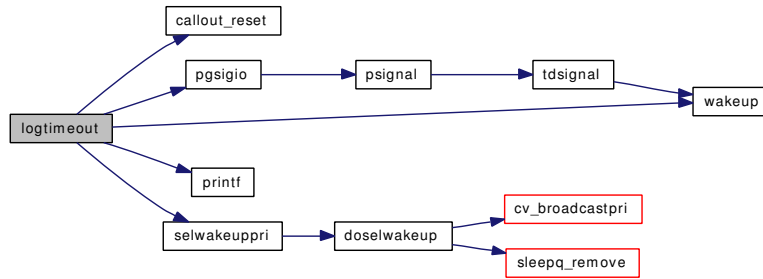 callout_reset
pgsigio
psignal
tdsignal
wakeup
logtimeout
printf
cv_broadcastpri
selwakeuppri
doselwakeup
sleepq_remove